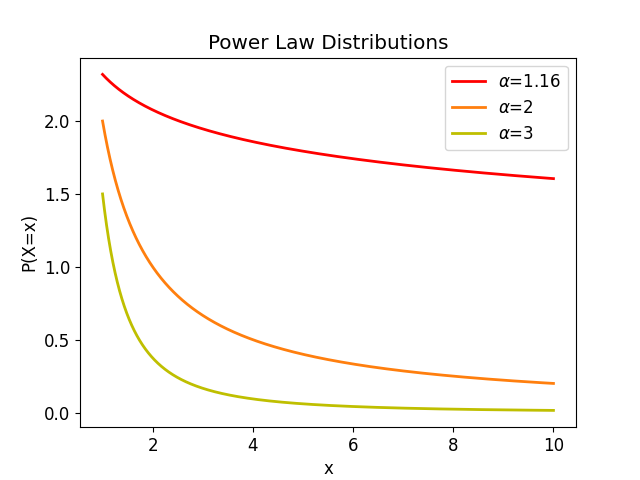 Power Law Distributions
α=1.16
α=2
α=3
P(X=x)
2.0
1.5
1.0
0.5
0.0
2 4 6 8 10
x